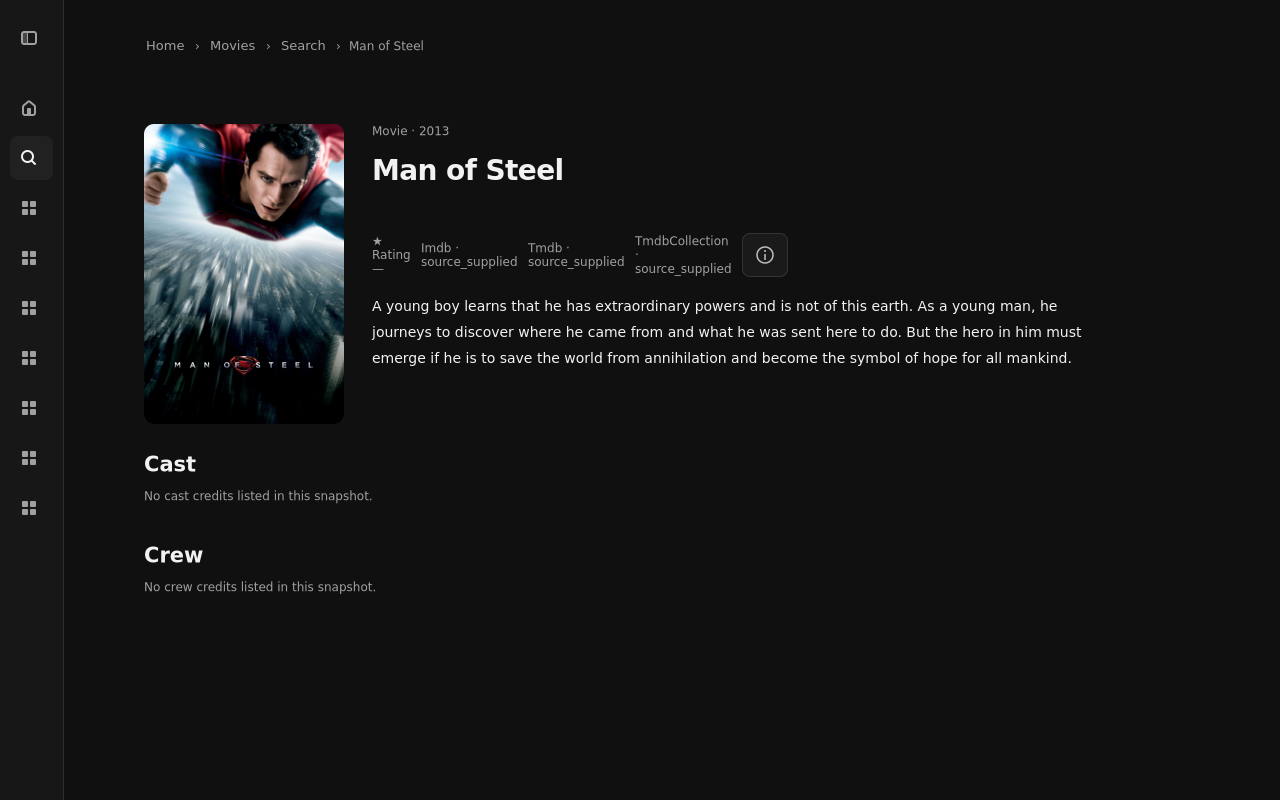 Home › Movies › Search › Man of Steel
Movie · 2013
Man of Steel
★
Rating
—
Imdb ·
source_supplied
Tmdb ·
source_supplied
TmdbCollection
·
source_supplied
A young boy learns that he has extraordinary powers and is not of this earth. As a young man, he
journeys to discover where he came from and what he was sent here to do. But the hero in him must
emerge if he is to save the world from annihilation and become the symbol of hope for all mankind.
MAN OF STEEL
Cast
No cast credits listed in this snapshot.
Crew
No crew credits listed in this snapshot.